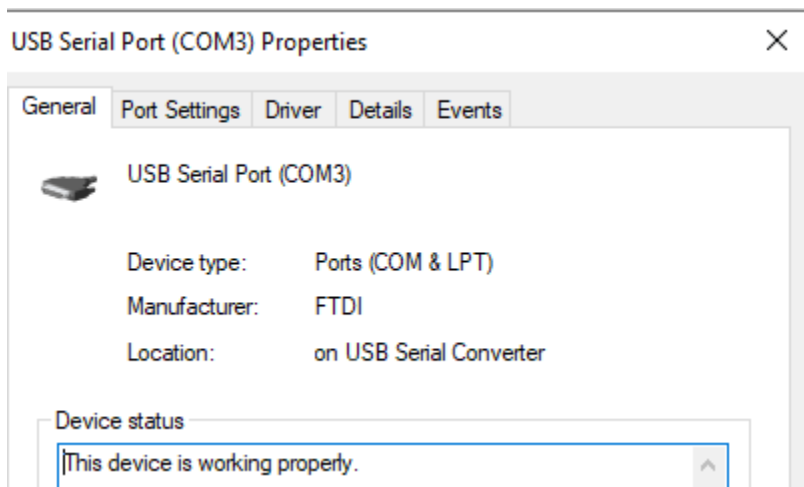 USB Serial Port (COM3) Properties
General Port Settings Driver Details Events
USB Serial Port (COM3)
Device type: Ports (COM & LPT)
Manufacturer: FTDI
Location: on USB Serial Converter
Device status
This device is working properly.